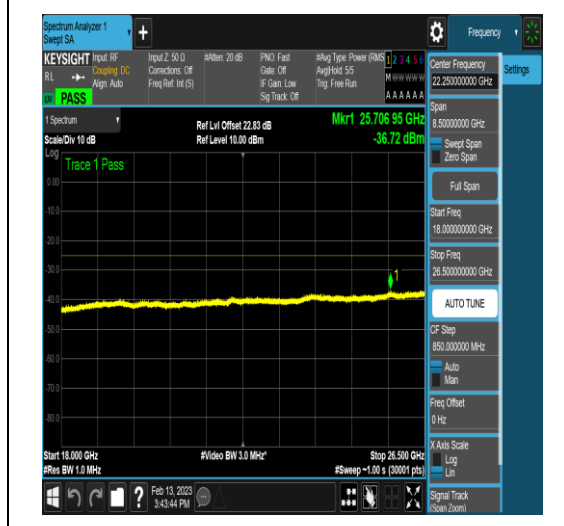 Spectrum Analyzer 1
Swept SA
+
Frequency
KEYSIGHT
RL
PASS
Input: RF
Coupling: DC
Align: Auto
Input Z: 50 Ω
Corrections: Off
Freq Ref: Int (S)
#Atten: 20 dB
PNO: Fast
Gate: Off
IF Gain: Low
Sig Track: Off
#Avg Type: Power (RMS
Avg|Hold: 5/5
Trig: Free Run
1 2 3 4 5 6
M w w w w w
A A A A A A
1 Spectrum
Scale/Div 10 dB
Ref Lvl Offset 22.83 dB
Ref Level 10.00 dBm
Mkr1 25.706 95 GHz
-36.72 dBm
Log
Trace 1 Pass
0.00
-20.0
-30.0
-40.0
-50.0
-60.0
-70.0
-80.0
1
Start 18.000 GHz
#Res BW 1.0 MHz
#Video BW 3.0 MHz*
Stop 26.500 GHz
#Sweep ~1.00 s (30001 pts)
?
Feb 13, 2023
3:43:44 PM
Center Frequency
22.250000000 GHz
Settings
Span
8.50000000 GHz
Swept Span
Zero Span
Full Span
Start Freq
18.000000000 GHz
Stop Freq
26.500000000 GHz
AUTO TUNE
CF Step
850.000000 MHz
Auto
Man
Freq Offset
0 Hz
X Axis Scale
Log
Lin
Signal Track
(Span Zoom)